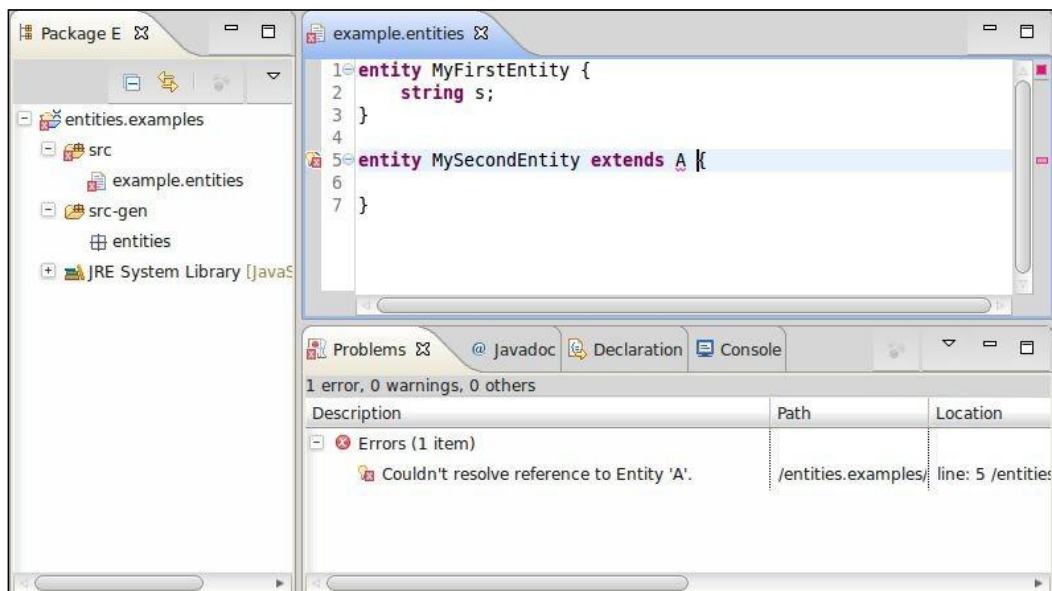 Package E
entities.examples
src
example.entities
src-gen
entities
JRE System Library [JavaS
example.entities
1 entity MyFirstEntity {
2 string s;
3 }
4
5 entity MySecondEntity extends A {
6
7 }
Problems
@ Javadoc
Declaration
Console
1 error, 0 warnings, 0 others
Description Path Location
Errors (1 item)
Couldn't resolve reference to Entity 'A'. /entities.examples/ line: 5 /entities